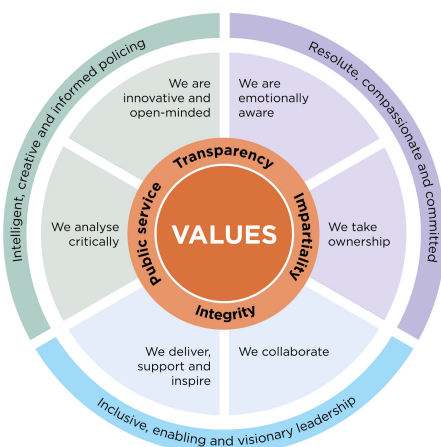 Intelligent, creative and informed policing
Resolute, compassionate and committed
We are
innovative and
open-minded
We are
emotionally
aware
Transparency
Public service
Impartiality
Integrity
VALUES
We analyse
critically
We take
ownership
We deliver,
support and
inspire
We collaborate
Inclusive, enabling and visionary leadership